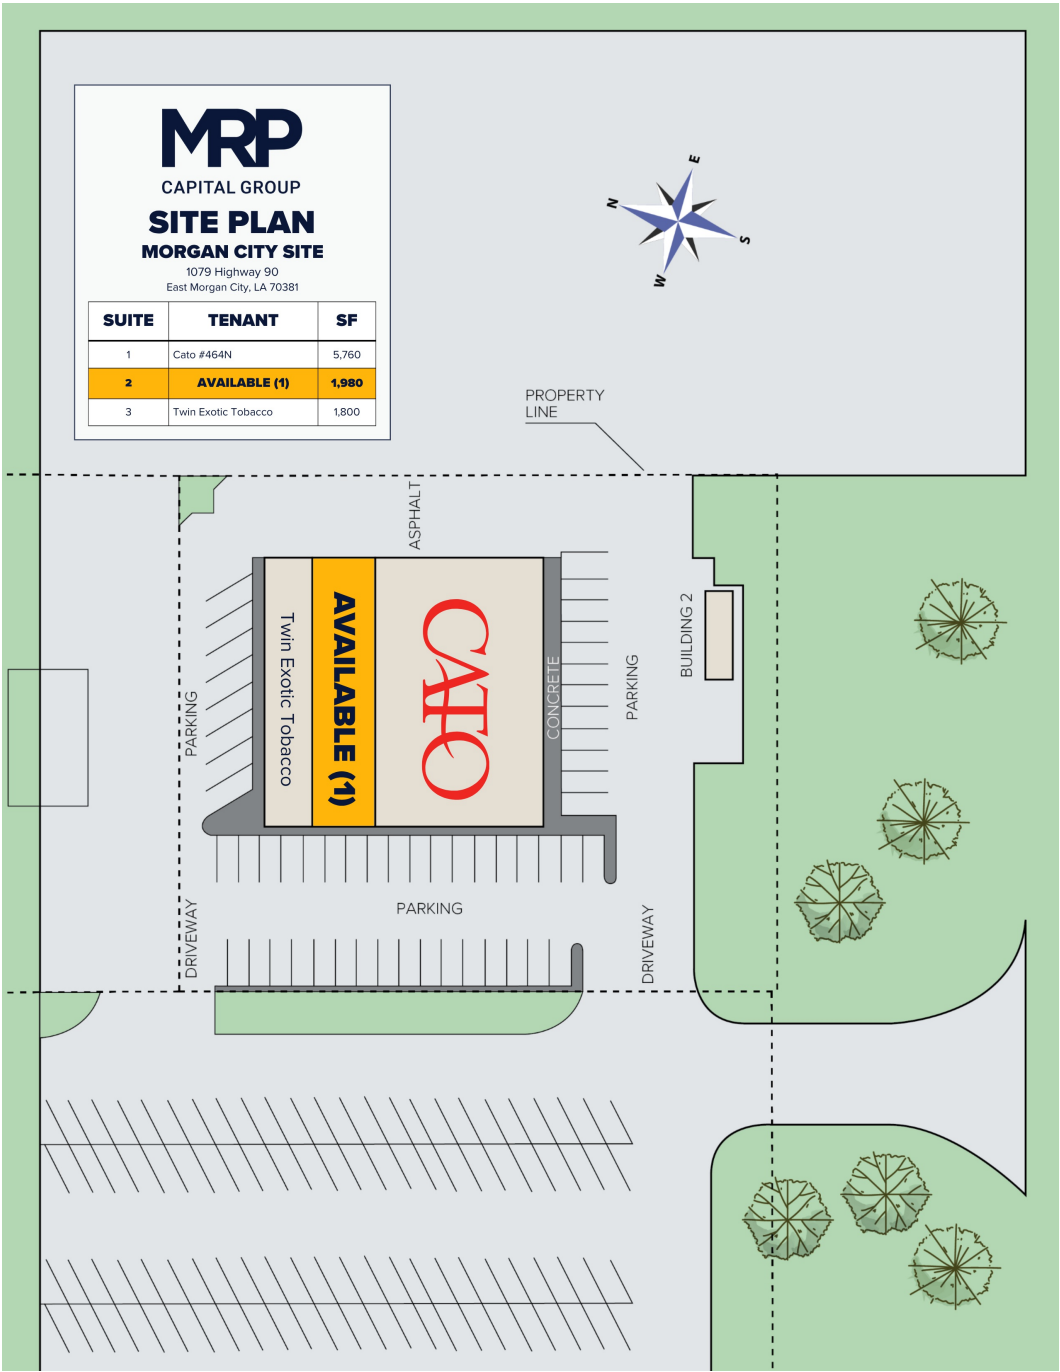 MRP
CAPITAL GROUP
SITE PLAN
MORGAN CITY SITE
1079 Highway 90
East Morgan City, LA 70381
SUITE TENANT SF
1 Cato #464N 5,760
2 AVAILABLE (1) 1,980
3 Twin Exotic Tobacco 1,800
E
N
S
W
PROPERTY
LINE
ASPHALT
PARKING
Twin Exotic Tobacco
AVAILABLE (1)
CATO
CONCRETE
PARKING
BUILDING 2
DRIVEWAY
PARKING
DRIVEWAY